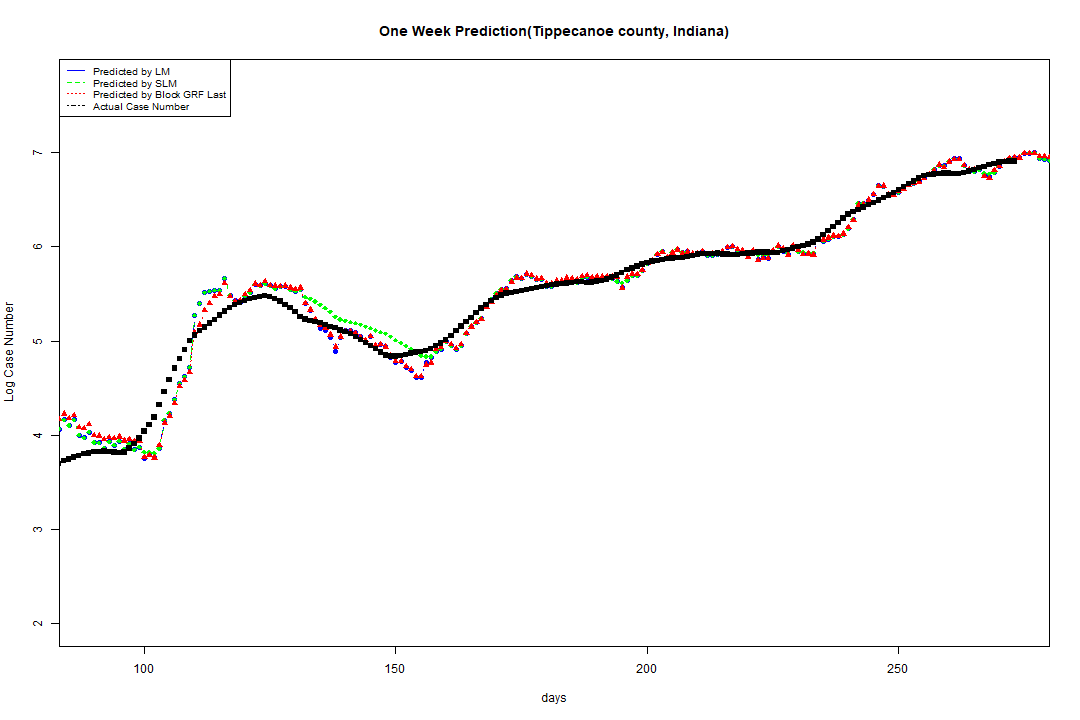 One Week Prediction(Tippecanoe county, Indiana)
Predicted by LM
Predicted by SLM
Predicted by Block GRF Last
Actual Case Number
7
6
5
4
3
2
Log Case Number
100 150 200 250
days